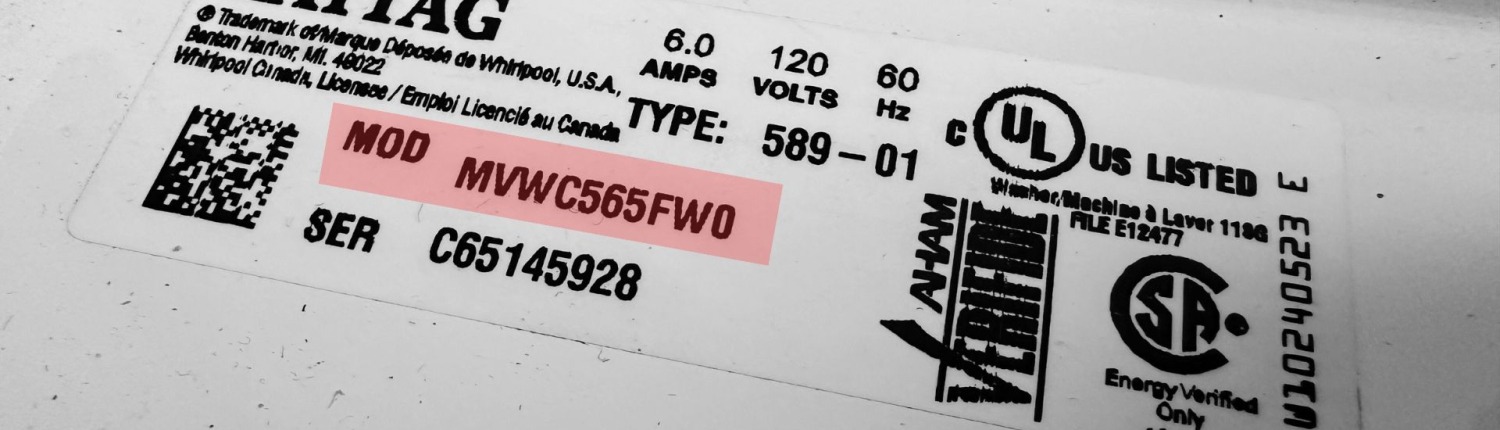 MAYTAG
® Trademark of/Marque Déposée de Whirlpool, U.S.A.,
Benton Harbor, MI. 49022
Whirlpool Canada, Licensee / Emploi Licencié au Canada
6.0 AMPS
120 VOLTS
60 Hz
TYPE: 589-01
MOD MVWC565FW0
SER C65145928
C UL US LISTED
Washer/Machine à Laver 118G
FILE E12477
AHAM
VERIFIDE
SA
Energy Verified
Only
W10240523 E